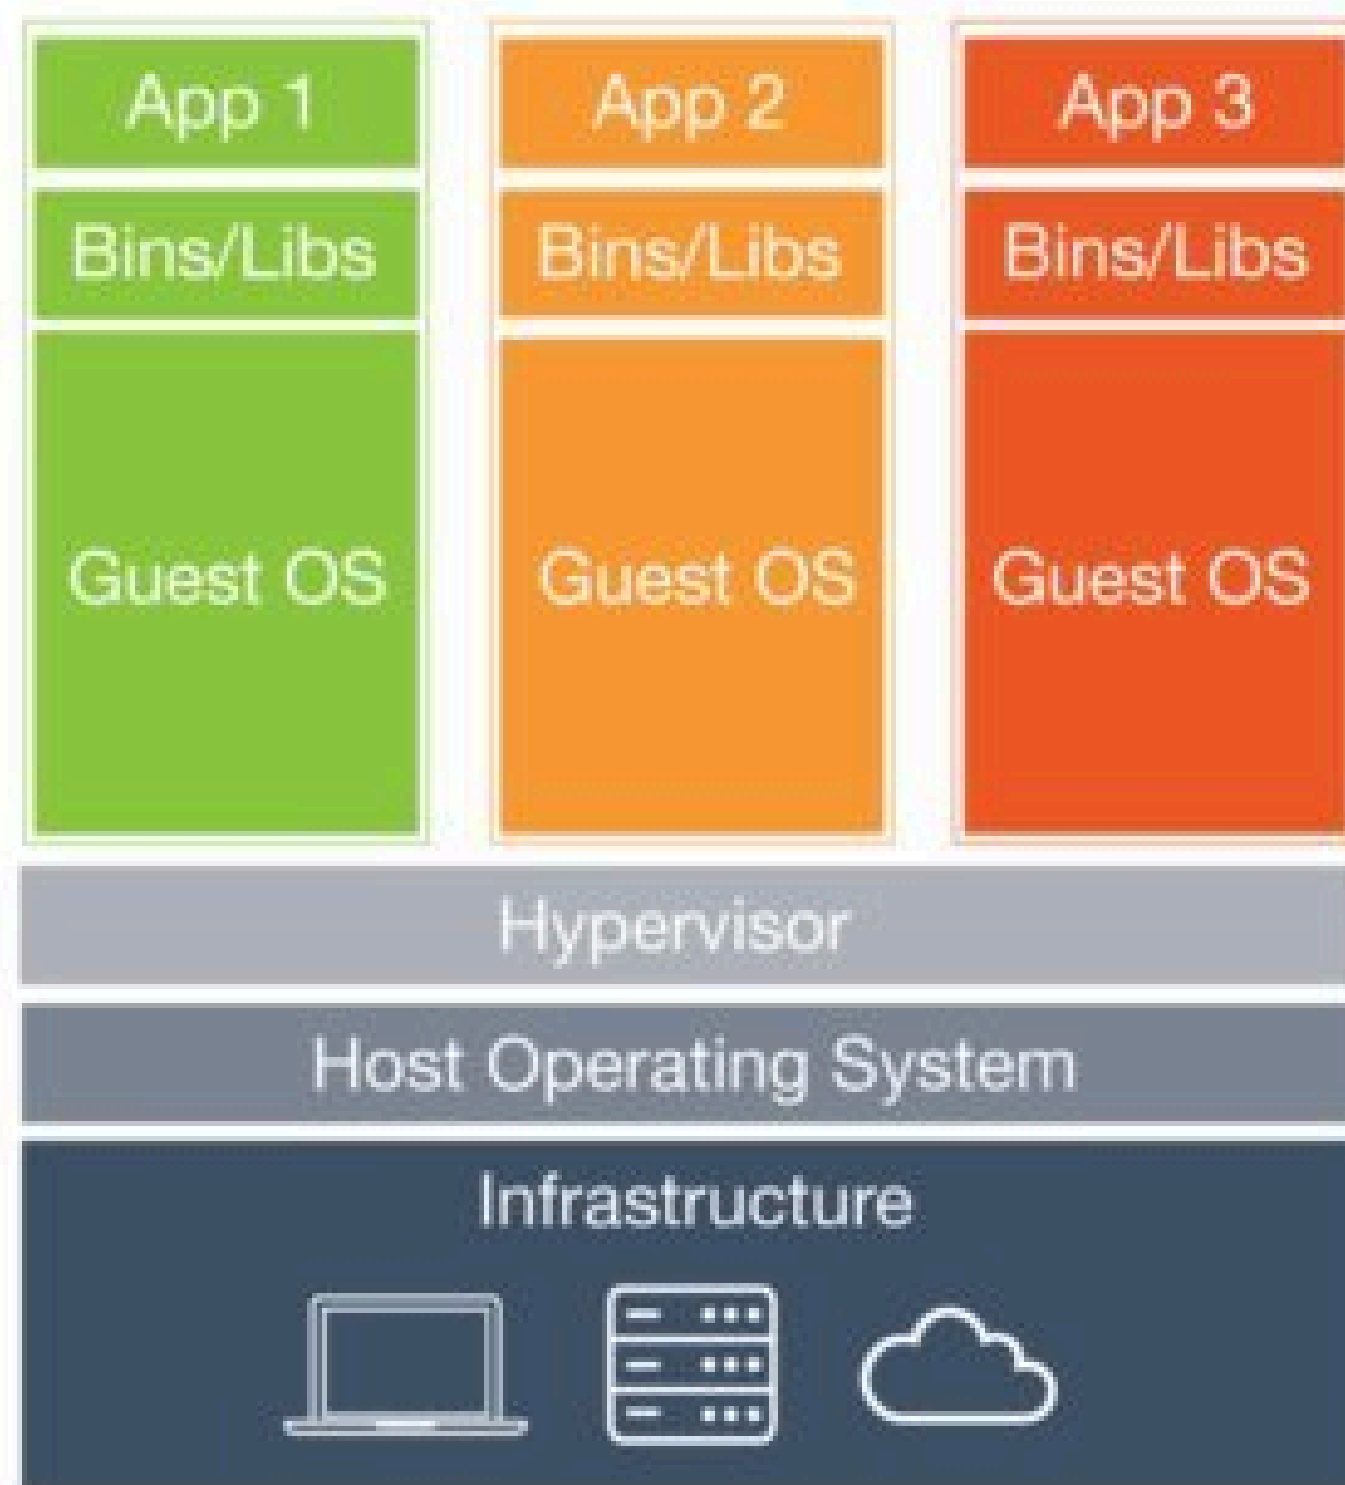 App 1
App 2
App 3
Bins/Libs
Bins/Libs
Bins/Libs
Guest OS
Guest OS
Guest OS
Hypervisor
Host Operating System
Infrastructure